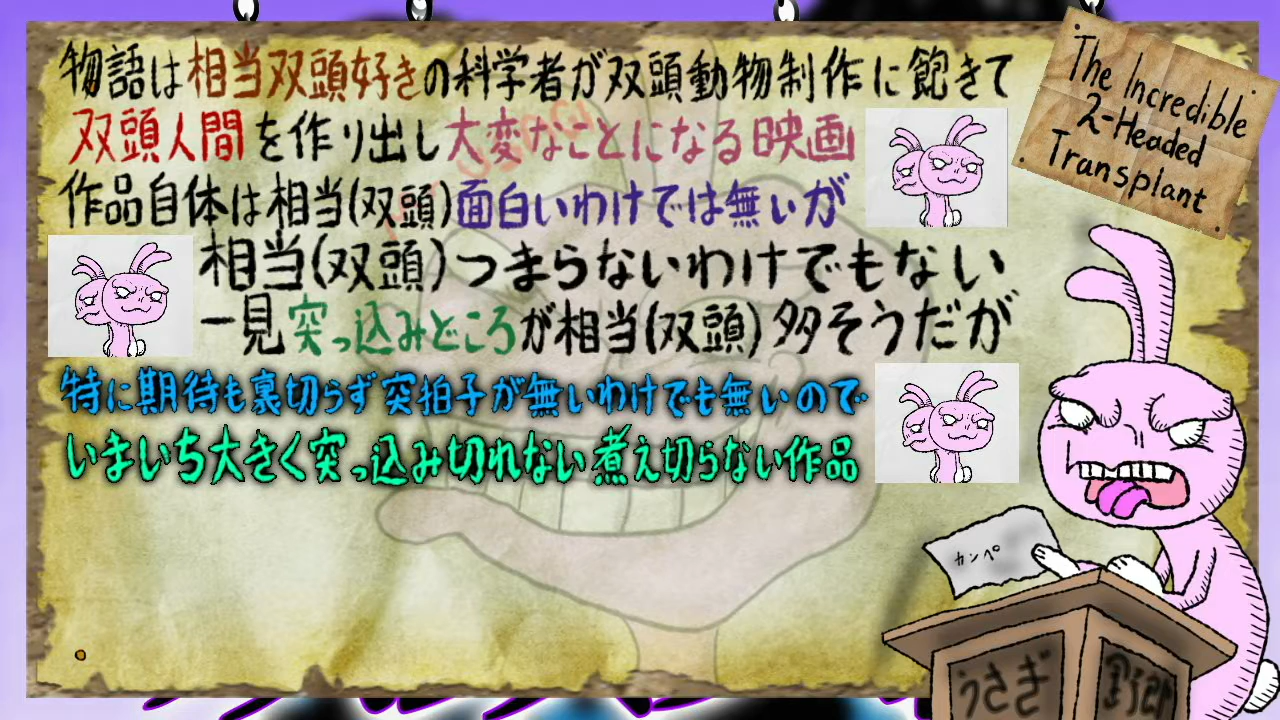 物語は相当双頭好きの科学者が双頭動物制作に飽きて
双頭人間を作り出し大変なことになる映画
作品自体は相当(双頭)面白いわけでは無いが
相当(双頭)つまらないわけでもない
一見突っ込みどころが相当(双頭)多そうだが
特に期待も裏切らず突拍子が無いわけでも無いので
いまいち大きく突っ込み切れない煮え切らない作品
The Incredible
2-Headed
Transplant
カンペ
うさぎ